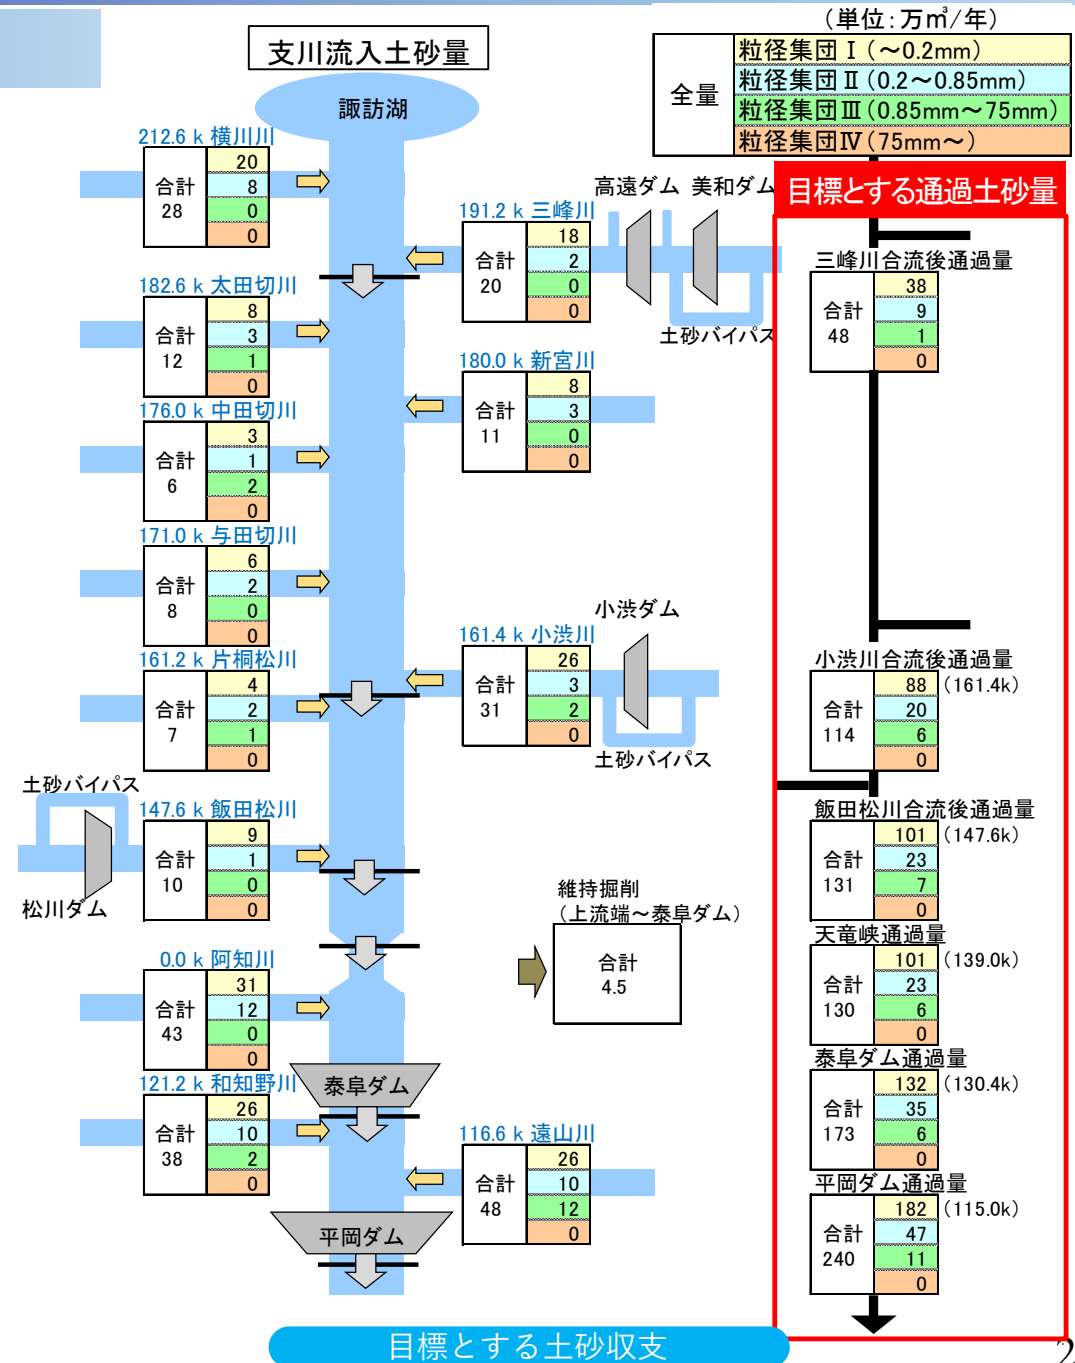 (単位:万㎥/年)
全量
粒径集団Ⅰ(～0.2mm)
粒径集団Ⅱ(0.2～0.85mm)
粒径集団Ⅲ(0.85mm～75mm)
粒径集団Ⅳ(75mm～)
支川流入土砂量
諏訪湖
212.6 k 横川川
合計
28
20
8
0
0
191.2 k 三峰川
合計
20
18
2
0
0
高遠ダム
美和ダム
土砂バイパス
182.6 k 太田切川
合計
12
8
3
1
0
180.0 k 新宮川
合計
11
8
3
0
0
176.0 k 中田切川
合計
6
3
1
2
0
171.0 k 与田切川
合計
8
6
2
0
0
161.4 k 小渋川
合計
31
26
3
2
0
小渋ダム
土砂バイパス
161.2 k 片桐松川
合計
7
4
2
1
0
土砂バイパス
松川ダム
147.6 k 飯田松川
合計
10
9
1
0
0
維持掘削
(上流端～泰阜ダム)
合計
4.5
0.0 k 阿知川
合計
43
31
12
0
0
泰阜ダム
121.2 k 和知野川
合計
38
26
10
2
0
116.6 k 遠山川
合計
48
26
10
12
0
平岡ダム
目標とする通過土砂量
三峰川合流後通過量
合計
48
38
9
1
0
小渋川合流後通過量
(161.4k)
合計
114
88
20
6
0
飯田松川合流後通過量
(147.6k)
合計
131
101
23
7
0
天竜峡通過量
(139.0k)
合計
130
101
23
6
0
泰阜ダム通過量
(130.4k)
合計
173
132
35
6
0
平岡ダム通過量
(115.0k)
合計
240
182
47
11
0
目標とする土砂収支
2